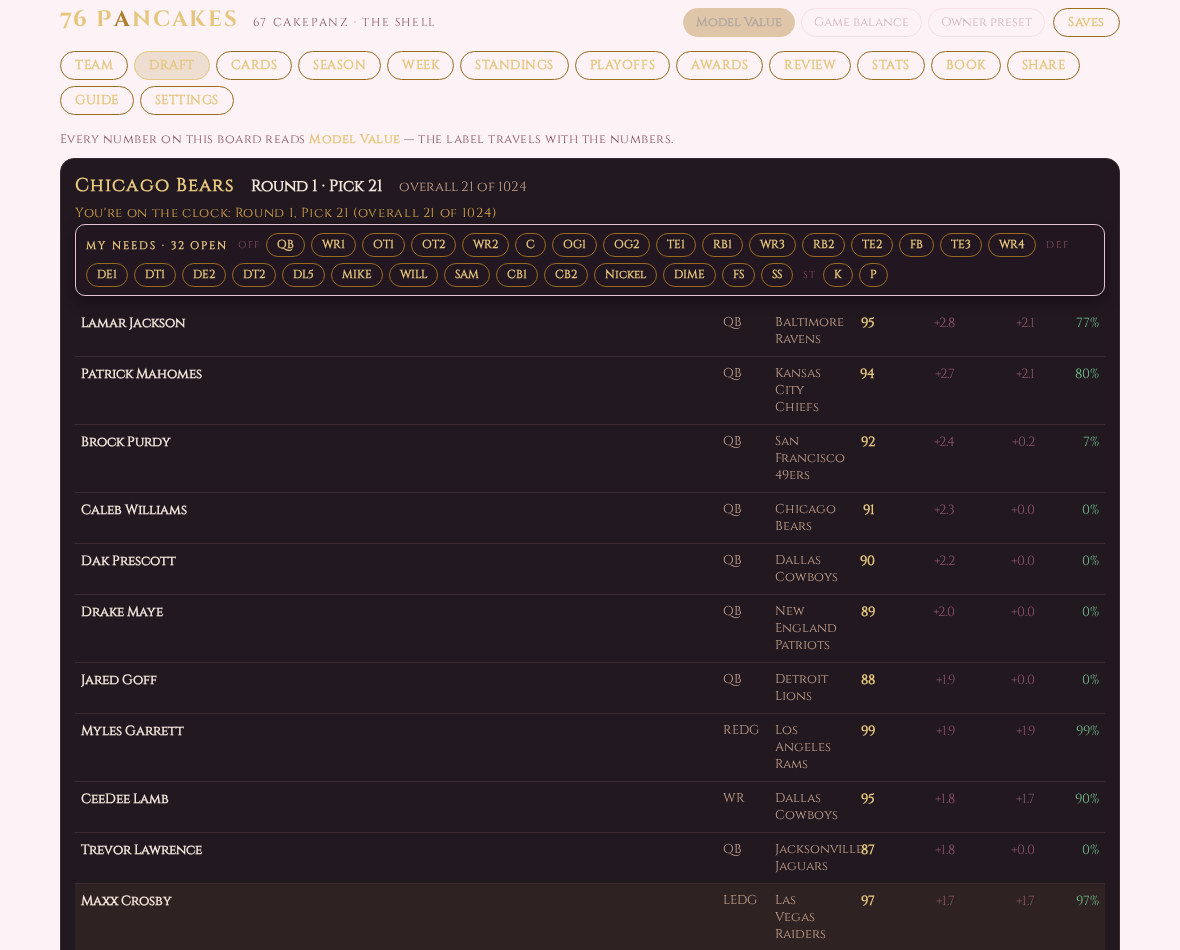 76 PANCAKES 67 CAKEPANZ · THE SHELL Model Value Game balance Owner preset Saves
TEAM DRAFT CARDS SEASON WEEK STANDINGS PLAYOFFS AWARDS REVIEW STATS BOOK SHARE
GUIDE SETTINGS
Every number on this board reads Model Value — the label travels with the numbers.
Chicago Bears Round 1 · Pick 21 overall 21 of 1024
You're on the clock: Round 1, Pick 21 (overall 21 of 1024)
MY NEEDS · 32 OPEN OFF QB WR1 OT1 OT2 WR2 C OG1 OG2 TE1 RB1 WR3 RB2 TE2 FB TE3 WR4 DEF
DE1 DT1 DE2 DT2 DL5 MIKE WILL SAM CB1 CB2 Nickel DIME FS SS ST K P
Lamar Jackson QB Baltimore 95 +2.8 +2.1 77%
Ravens
Patrick Mahomes QB Kansas 94 +2.7 +2.1 80%
City
Chiefs
Brock Purdy QB San 92 +2.4 +0.2 7%
Francisco
49ers
Caleb Williams QB Chicago 91 +2.3 +0.0 0%
Bears
Dak Prescott QB Dallas 90 +2.2 +0.0 0%
Cowboys
Drake Maye QB New 89 +2.0 +0.0 0%
England
Patriots
Jared Goff QB Detroit 88 +1.9 +0.0 0%
Lions
Myles Garrett REDG Los 99 +1.9 +1.9 99%
Angeles
Rams
CeeDee Lamb WR Dallas 95 +1.8 +1.7 90%
Cowboys
Trevor Lawrence QB Jacksonville 87 +1.8 +0.0 0%
Jaguars
Maxx Crosby LEDG Las 97 +1.7 +1.7 97%
Vegas
Raiders